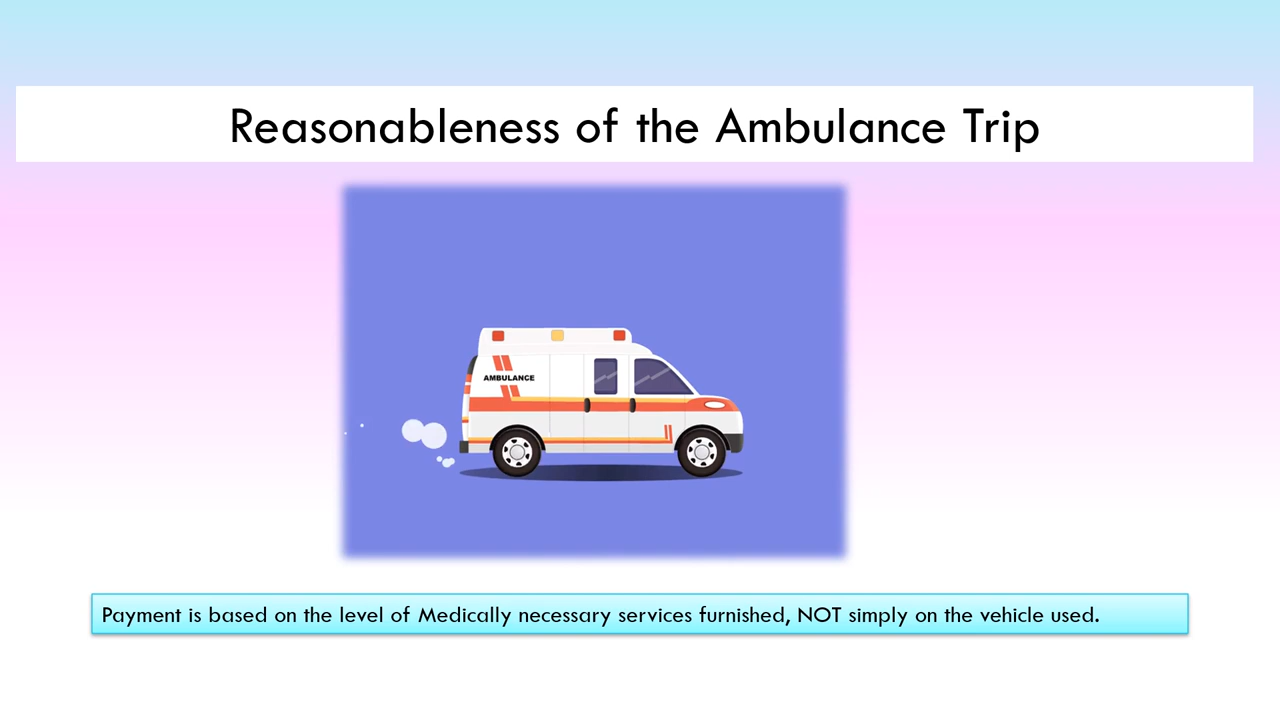 Reasonableness of the Ambulance Trip
AMBULANCE
Payment is based on the level of Medically necessary services furnished, NOT simply on the vehicle used.